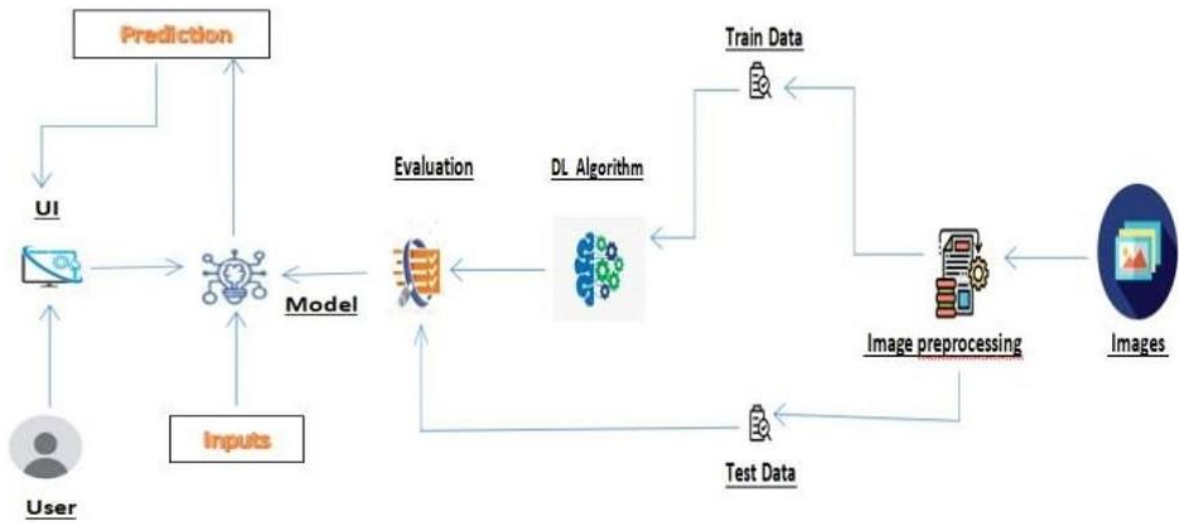 Prediction
Train Data
Evaluation
DL Algorithm
UI
Model
Image preprocessing
Images
Inputs
Test Data
User